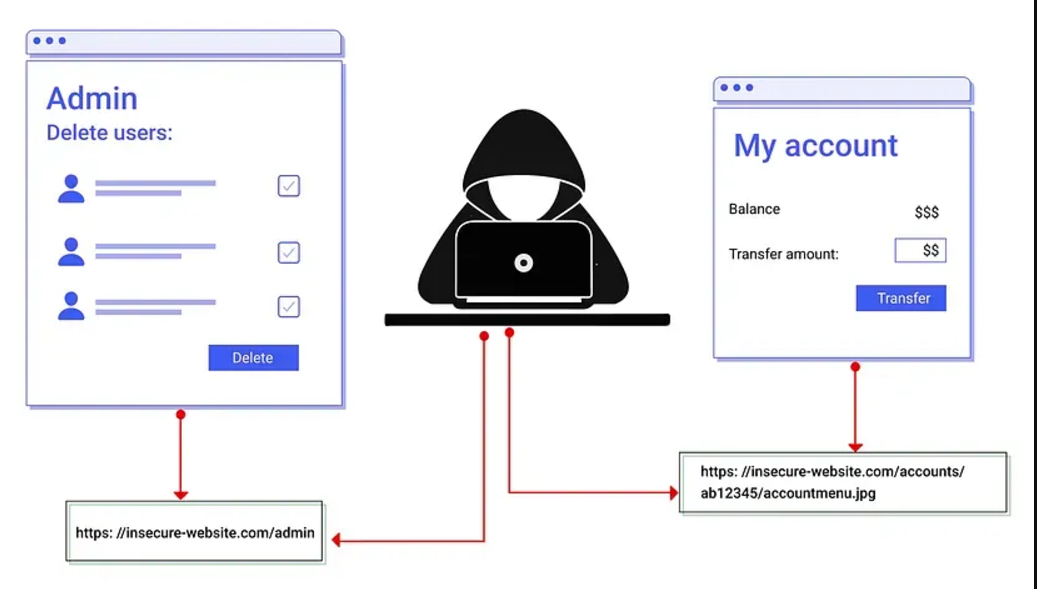 Admin
Delete users:
Delete
https: //insecure-website.com/admin
My account
Balance
$$$
Transfer amount:
$$
Transfer
https: //insecure-website.com/accounts/
ab12345/accountmenu.jpg